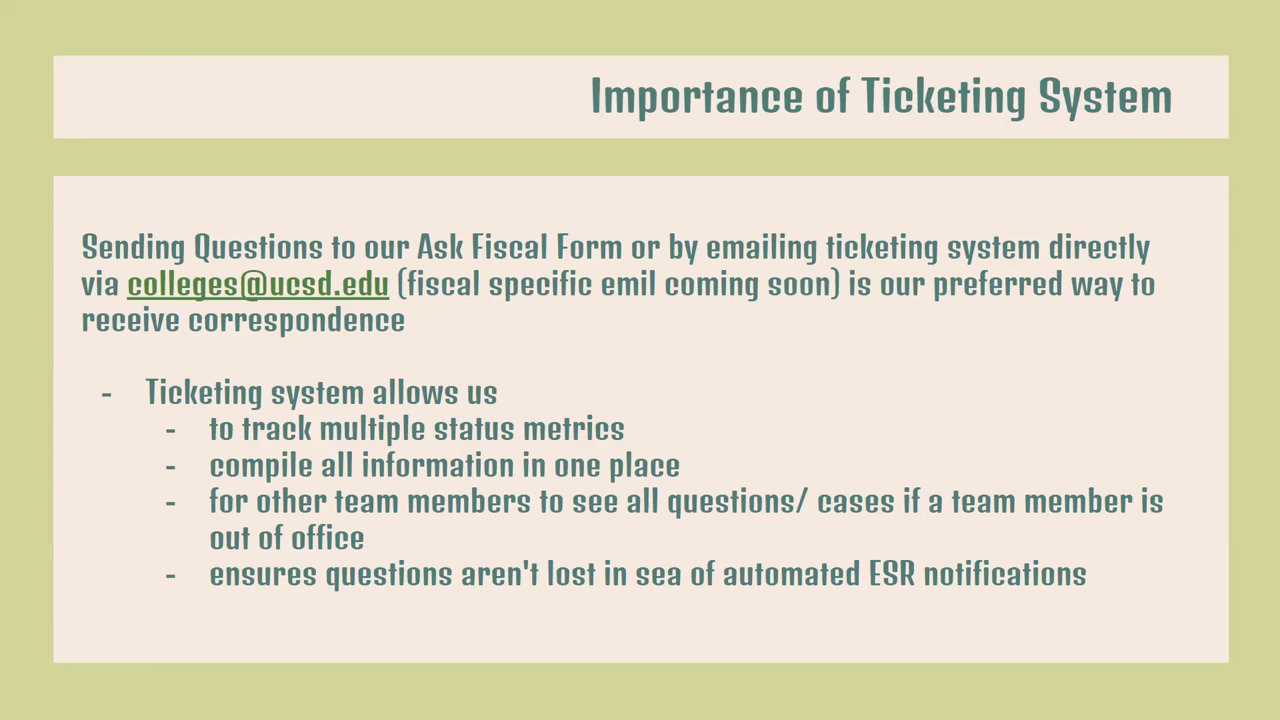 Importance of Ticketing System
Sending Questions to our Ask Fiscal Form or by emailing ticketing system directly
via colleges@ucsd.edu (fiscal specific emil coming soon) is our preferred way to
receive correspondence
- Ticketing system allows us
- to track multiple status metrics
- compile all information in one place
- for other team members to see all questions/ cases if a team member is
out of office
- ensures questions aren't lost in sea of automated ESR notifications